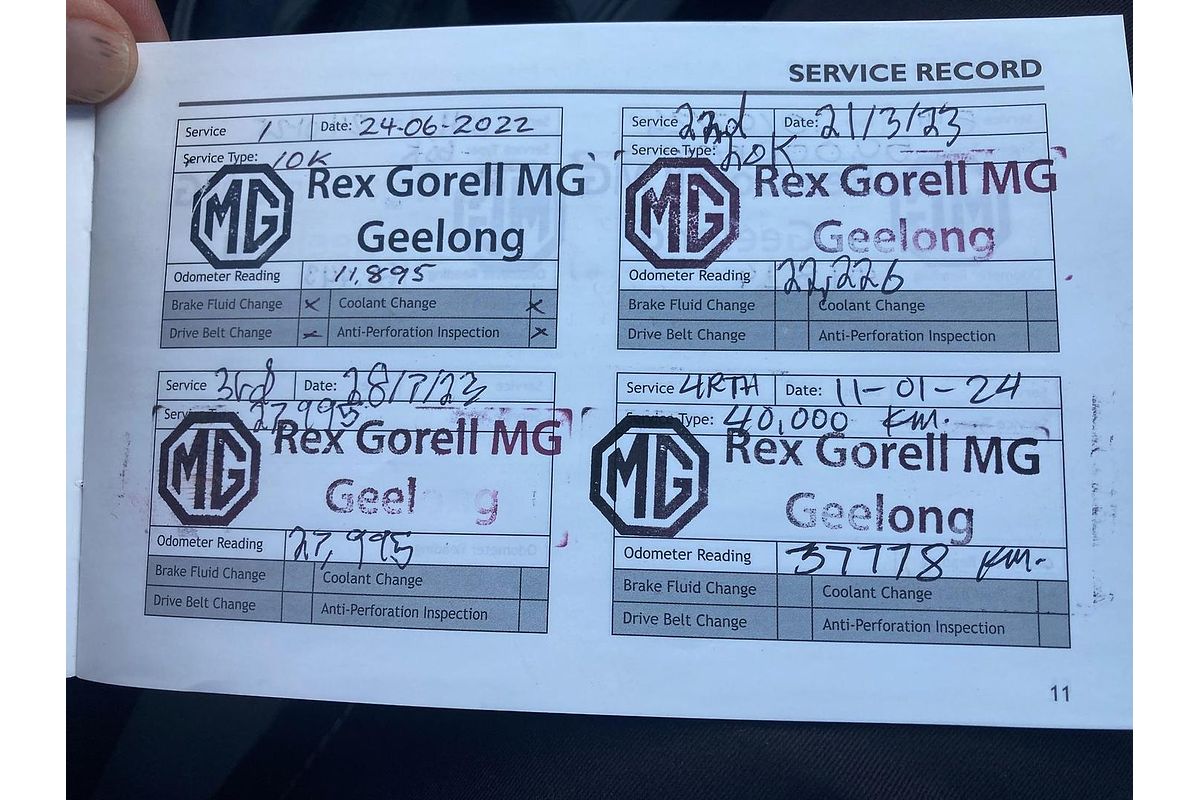 SERVICE RECORD
Service 1 Date: 24-06-2022
Service Type: 10K
MG Rex Gorell MG
Geelong
Odometer Reading 11,895
Brake Fluid Change x Coolant Change x
Drive Belt Change x Anti-Perforation Inspection x
Service 22d Date: 21/3/23
Service Type: 20K
MG Rex Gorell MG
Geelong
Odometer Reading 22,226
Brake Fluid Change Coolant Change
Drive Belt Change Anti-Perforation Inspection
Service 3rd Date: 28/7/23
27,995
MG Rex Gorell MG
Geel g
Odometer Reading 27,995
Brake Fluid Change Coolant Change
Drive Belt Change Anti-Perforation Inspection
Service 4RTH Date: 11-01-24
Service Type: 40,000 Km.
MG Rex Gorell MG
Geelong
Odometer Reading 37778 Km.
Brake Fluid Change Coolant Change
Drive Belt Change Anti-Perforation Inspection
11